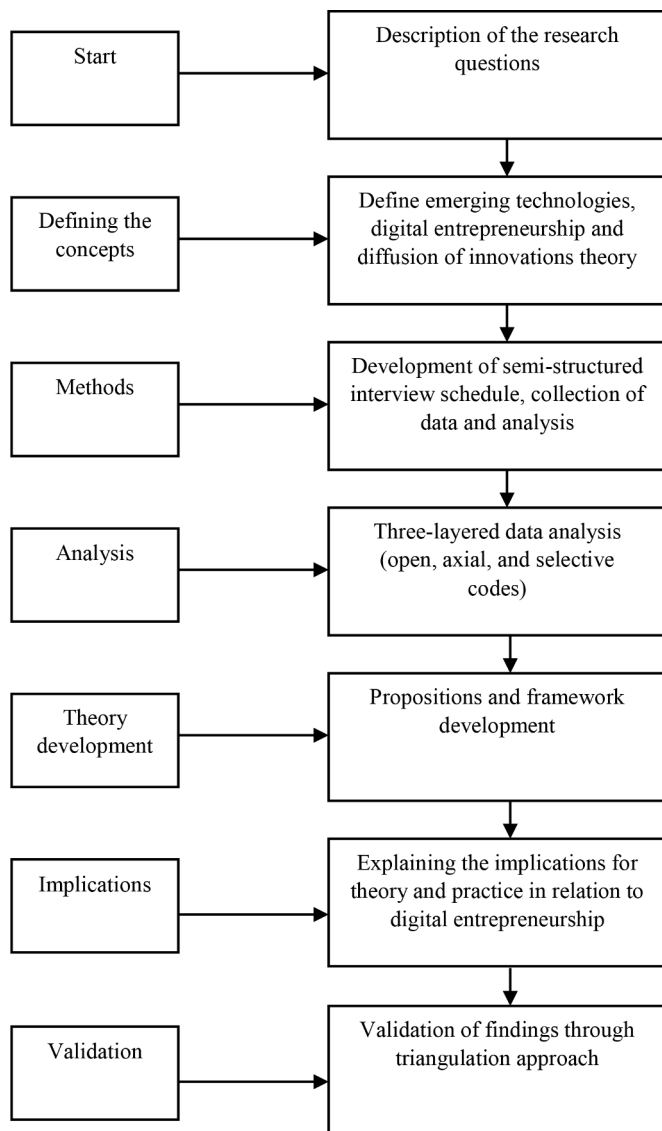 Start
Description of the research
questions
Defining the
concepts
Define emerging technologies,
digital entrepreneurship and
diffusion of innovations theory
Methods
Development of semi-structured
interview schedule, collection of
data and analysis
Analysis
Three-layered data analysis
(open, axial, and selective
codes)
Theory
development
Propositions and framework
development
Implications
Explaining the implications for
theory and practice in relation to
digital entrepreneurship
Validation
Validation of findings through
triangulation approach